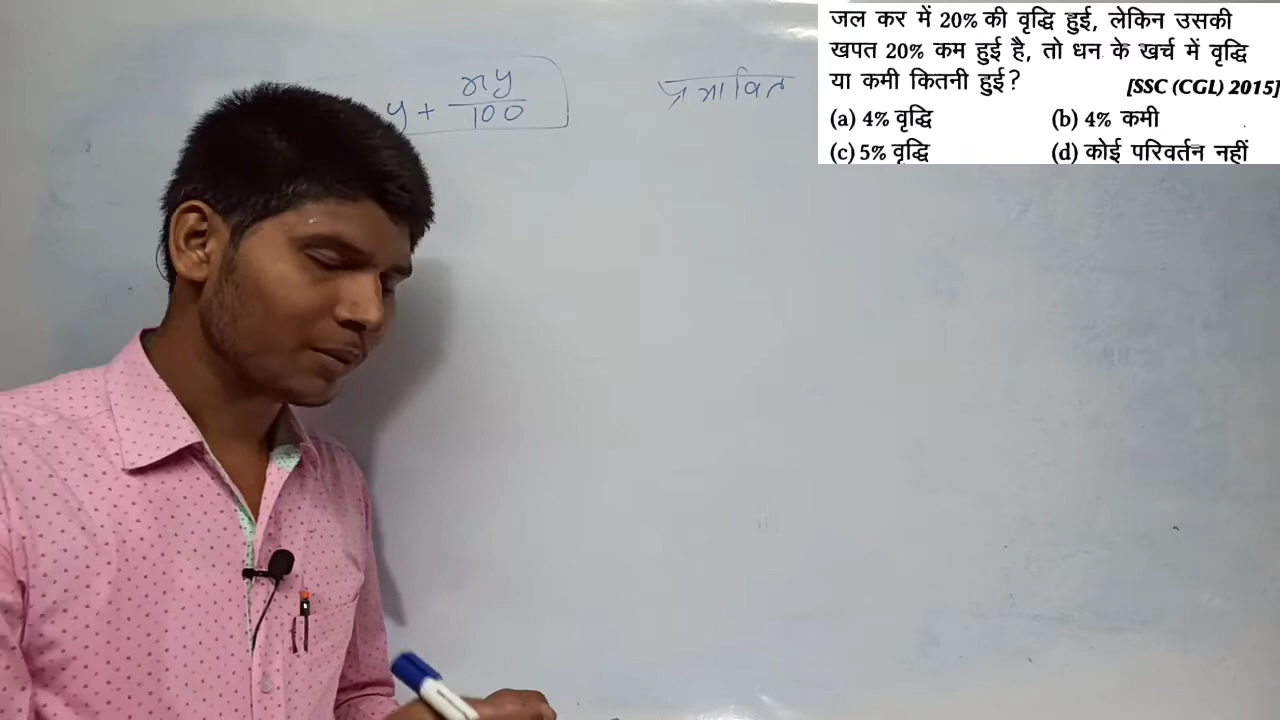 जल कर में 20% की वृद्धि हुई, लेकिन उसकी
खपत 20% कम हुई है, तो धन के खर्च में वृद्धि
या कमी कितनी हुई?
[SSC (CGL) 2015]
(a) 4% वृद्धि (b) 4% कमी
(c) 5% वृद्धि (d) कोई परिवर्तन नहीं
y + xy/100
प्रभावित